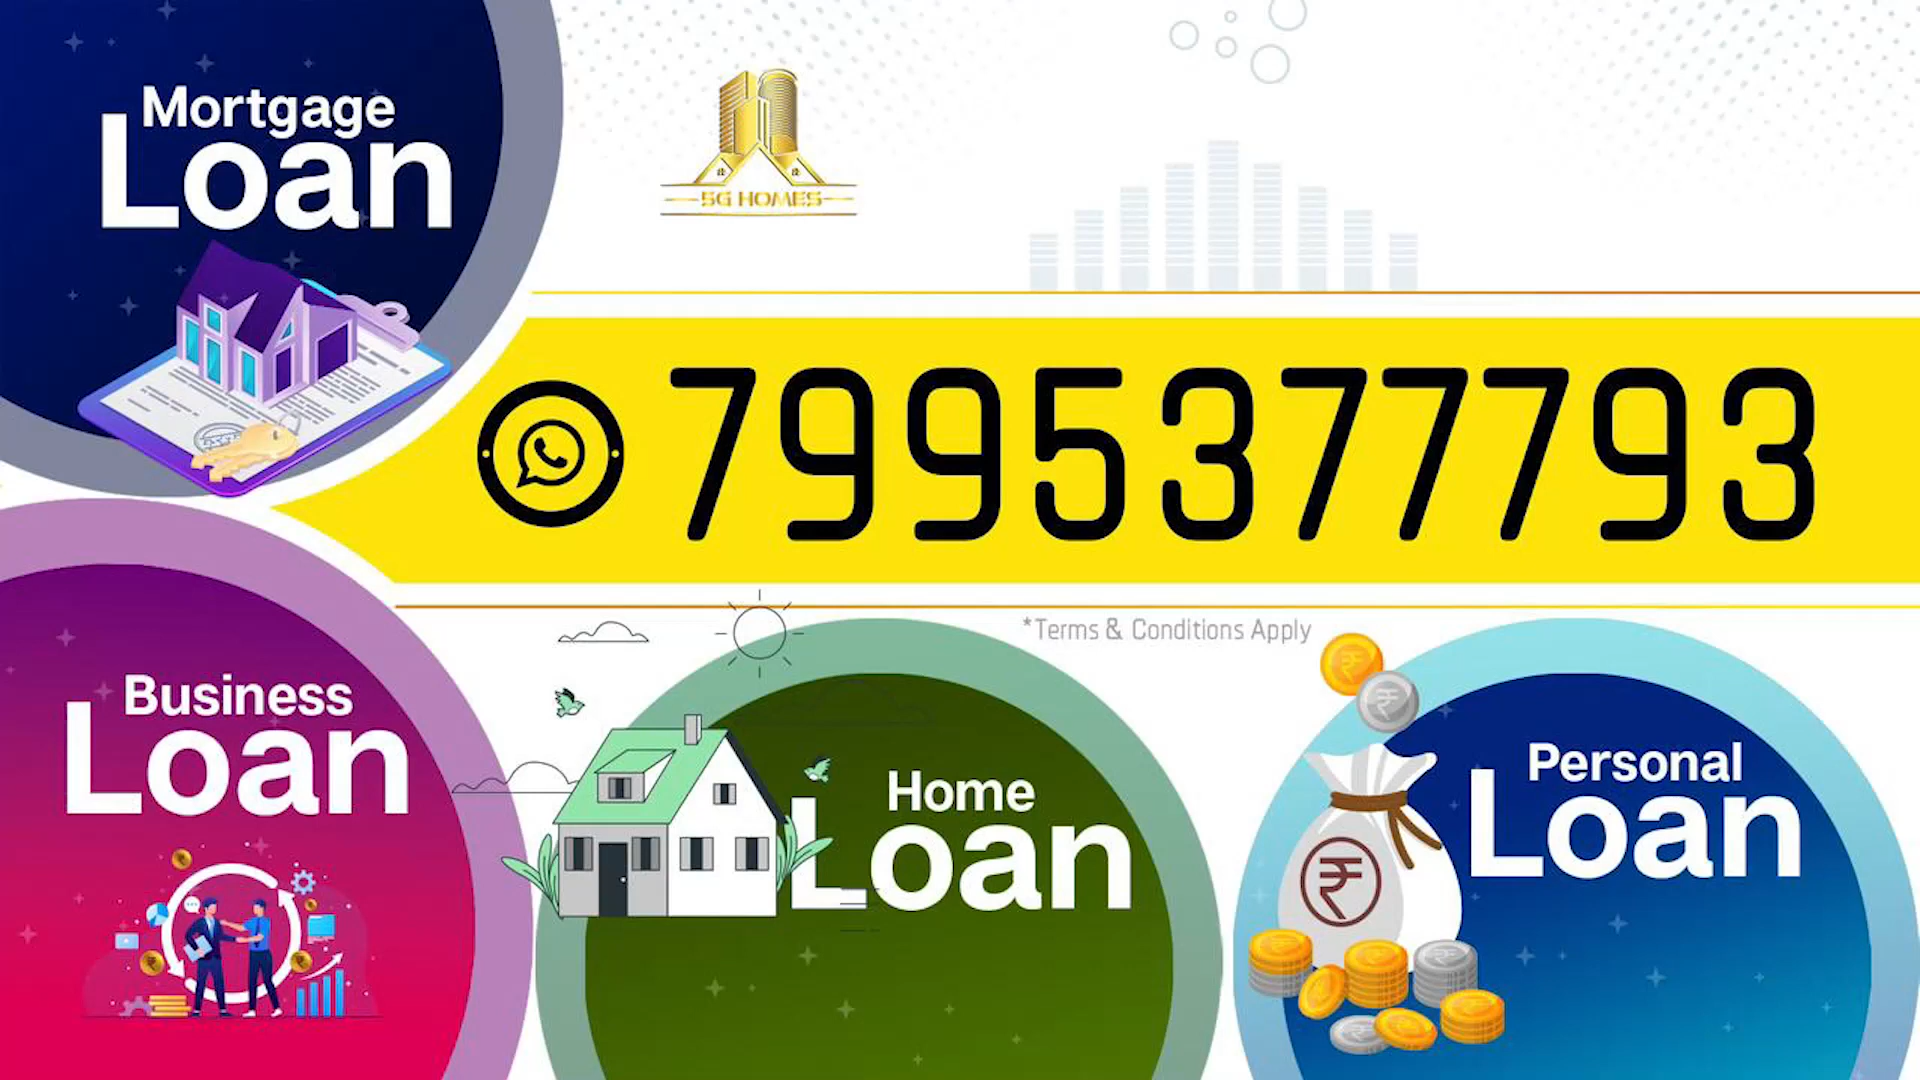 Mortgage
Loan
5G HOMES
7995377793
*Terms & Conditions Apply
Business
Loan
Home
Loan
Personal
Loan